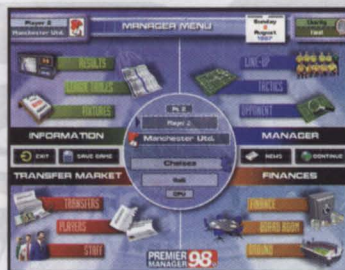 Player 2
Manchester Utd.
MANAGER MENU
Sunday
August
1997
Charity
RESULTS
LEAGUE TABLES
FIXTURES
LINE-UP
TACTICS
OPPONENT
Player 2
Manchester Utd.
Chelsea
CPU
INFORMATION
MANAGER
EXIT
SAVE GAME
NEWS
CONTINUE
TRANSFER MARKET
FINANCES
TRANSFERS
PLAYERS
STAFF
FINANCE
BOARD ROOM
GROUND
PREMIER
MANAGER 98